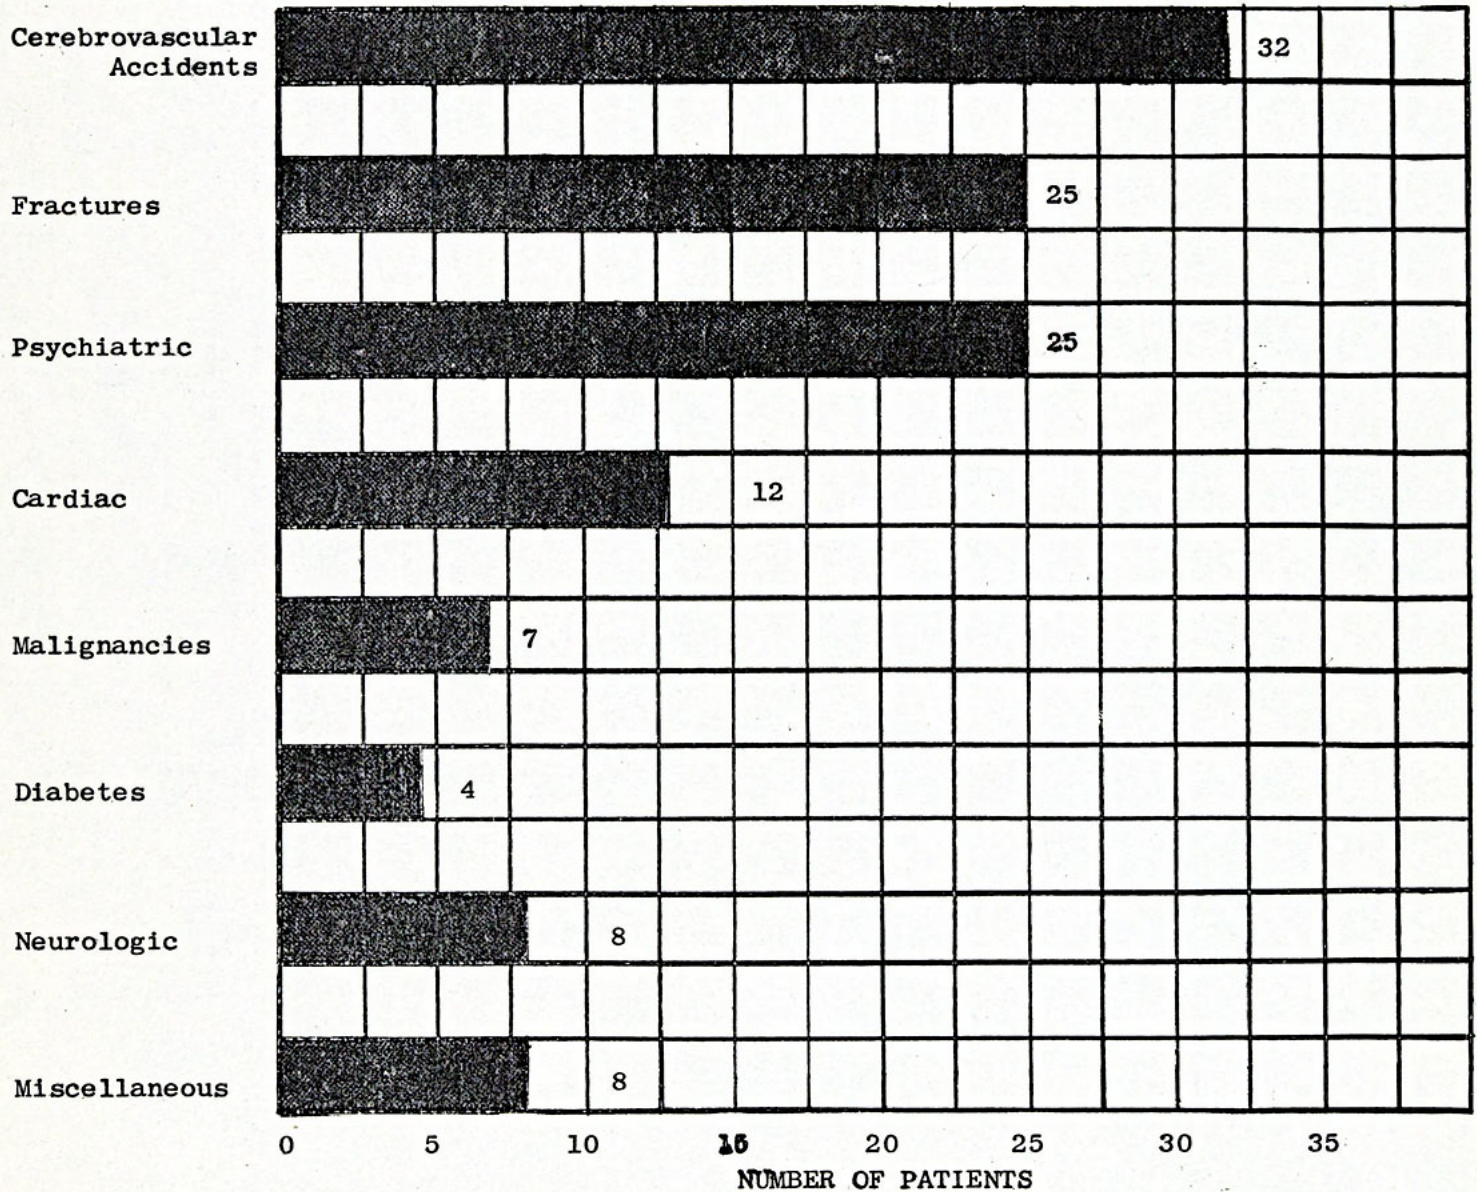 Cerebrovascular
Accidents
32
Fractures
25
Psychiatric
25
Cardiac
12
Malignancies
7
Diabetes
4
Neurologic
8
Miscellaneous
8
0 5 10 20 25 30 35
NUMBER OF PATIENTS